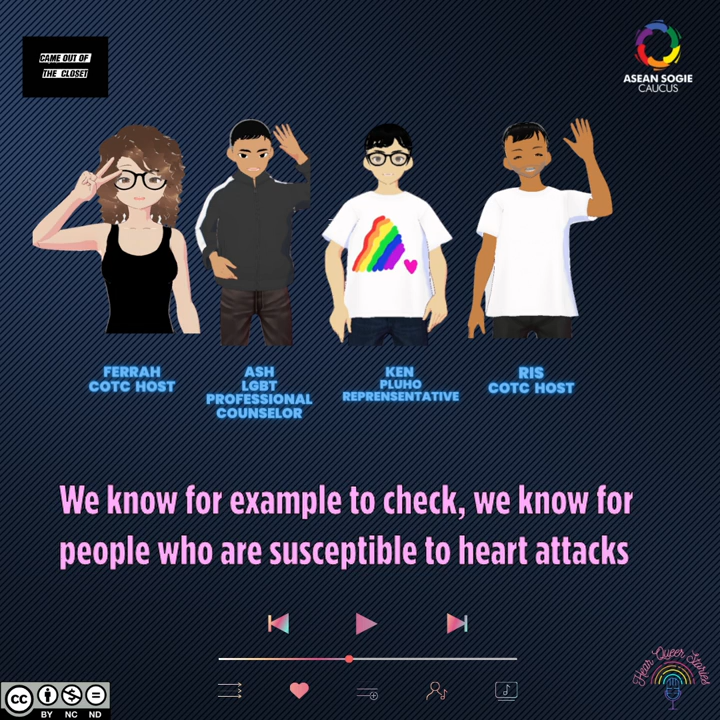 CAME OUT OF
THE CLOSET
ASEAN SOGIE
CAUCUS
FERRAH
COTC HOST
ASH
LGBT
PROFESSIONAL
COUNSELOR
KEN
PLUHO
REPRENSENTATIVE
RIS
COTC HOST
We know for example to check, we know for
people who are susceptible to heart attacks
Hear Queer Stories
cc
BY NC ND